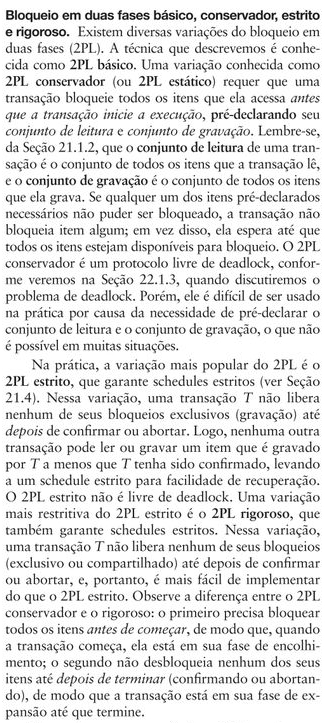 Bloqueio em duas fases básico, conservador, estrito
e rigoroso. Existem diversas variações do bloqueio em
duas fases (2PL). A técnica que descrevemos é conhe-
cida como 2PL básico. Uma variação conhecida como
2PL conservador (ou 2PL estático) requer que uma
transação bloqueie todos os itens que ela acessa antes
que a transação inicie a execução, pré-declarando seu
conjunto de leitura e conjunto de gravação. Lembre-se,
da Seção 21.1.2, que o conjunto de leitura de uma tran-
sação é o conjunto de todos os itens que a transação lê,
e o conjunto de gravação é o conjunto de todos os itens
que ela grava. Se qualquer um dos itens pré-declarados
necessários não puder ser bloqueado, a transação não
bloqueia item algum; em vez disso, ela espera até que
todos os itens estejam disponíveis para bloqueio. O 2PL
conservador é um protocolo livre de deadlock, confor-
me veremos na Seção 22.1.3, quando discutiremos o
problema de deadlock. Porém, ele é difícil de ser usado
na prática por causa da necessidade de pré-declarar o
conjunto de leitura e o conjunto de gravação, o que não
é possível em muitas situações.
Na prática, a variação mais popular do 2PL é o
2PL estrito, que garante schedules estritos (ver Seção
21.4). Nessa variação, uma transação T não libera
nenhum de seus bloqueios exclusivos (gravação) até
depois de confirmar ou abortar. Logo, nenhuma outra
transação pode ler ou gravar um item que é gravado
por T a menos que T tenha sido confirmado, levando
a um schedule estrito para facilidade de recuperação.
O 2PL estrito não é livre de deadlock. Uma variação
mais restritiva do 2PL estrito é o 2PL rigoroso, que
também garante schedules estritos. Nessa variação,
uma transação T não libera nenhum de seus bloqueios
(exclusivo ou compartilhado) até depois de confirmar
ou abortar, e, portanto, é mais fácil de implementar
do que o 2PL estrito. Observe a diferença entre o 2PL
conservador e o rigoroso: o primeiro precisa bloquear
todos os itens antes de começar, de modo que, quando
a transação começa, ela está em sua fase de encolhi-
mento; o segundo não desbloqueia nenhum dos seus
itens até depois de terminar (confirmando ou abortan-
do), de modo que a transação está em sua fase de ex-
pansão até que termine.